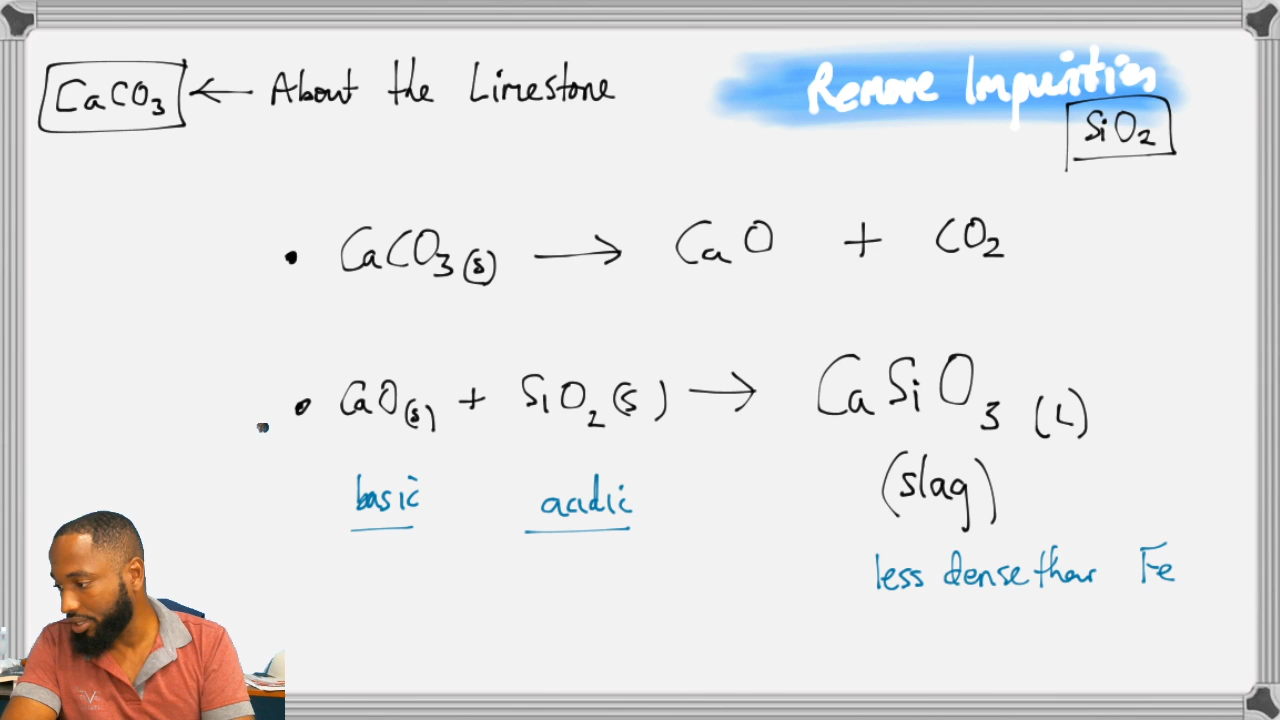 CaCO3 ← About the Limestone
Remove Impurities
SiO2
• CaCO3(s) → CaO + CO2
• CaO(s) + SiO2(s) → CaSiO3 (L)
basic acidic (slag)
less dense than Fe